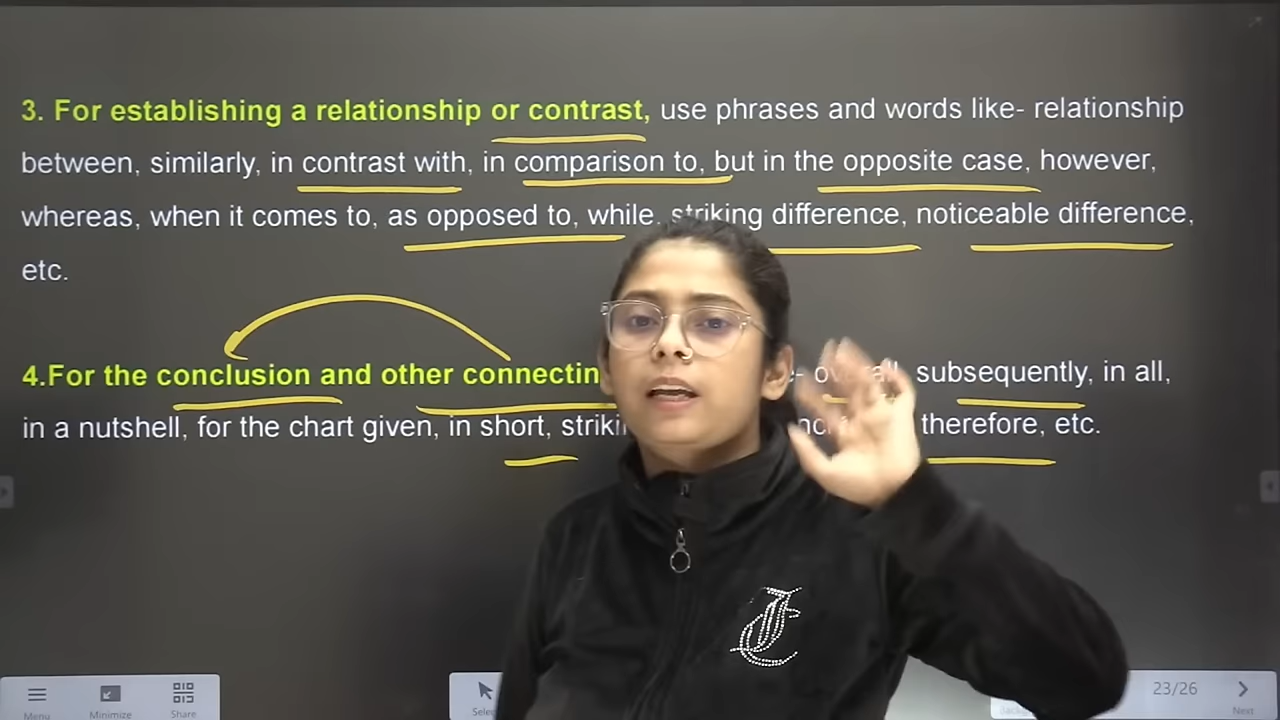 3. For establishing a relationship or contrast, use phrases and words like- relationship
between, similarly, in contrast with, in comparison to, but in the opposite case, however,
whereas, when it comes to, as opposed to, while, striking difference, noticeable difference,
etc.
4.For the conclusion and other overall, subsequently, in all,
in a nutshell, for the chart given, in short, therefore, etc.
Menu
Minimize
Share
23/26
Next